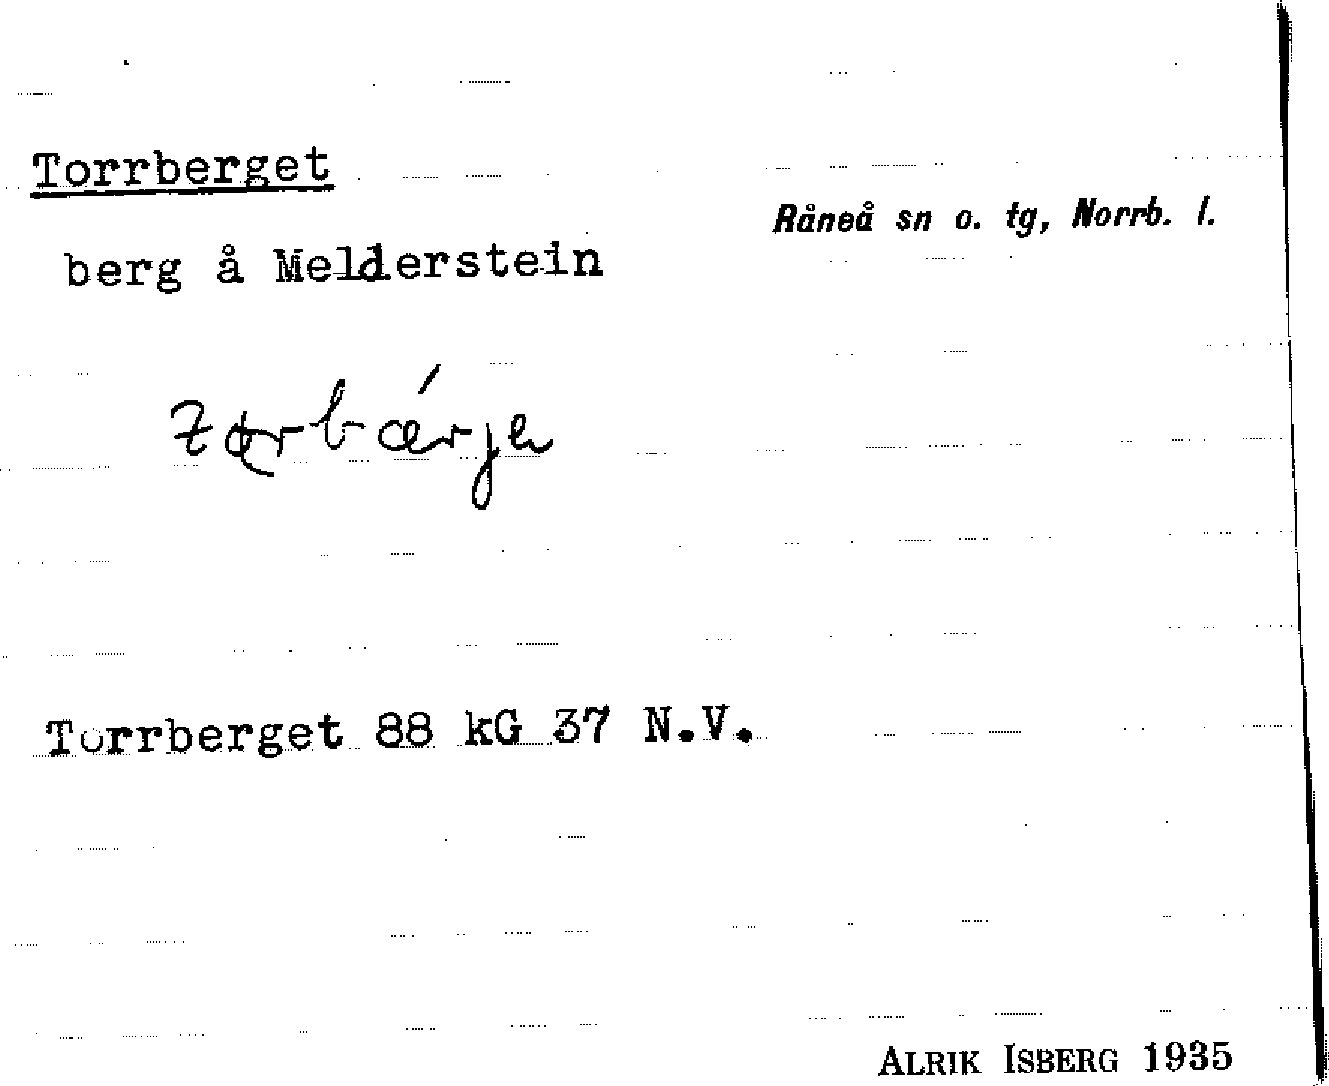 Torrberget
Råneå sn o. tg, Norrb. l.
berg å Melderstein
Torrberget 88 kG 37 N.V.
ALRIK ISBERG 1935